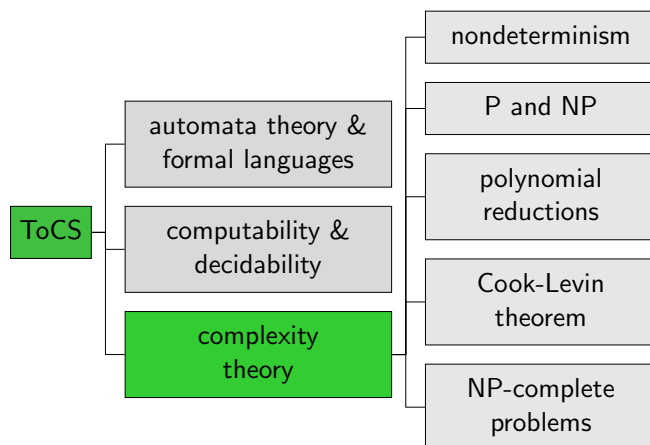 ToCS
automata theory &
formal languages
computability &
decidability
complexity
theory
nondeterminism
P and NP
polynomial
reductions
Cook-Levin
theorem
NP-complete
problems